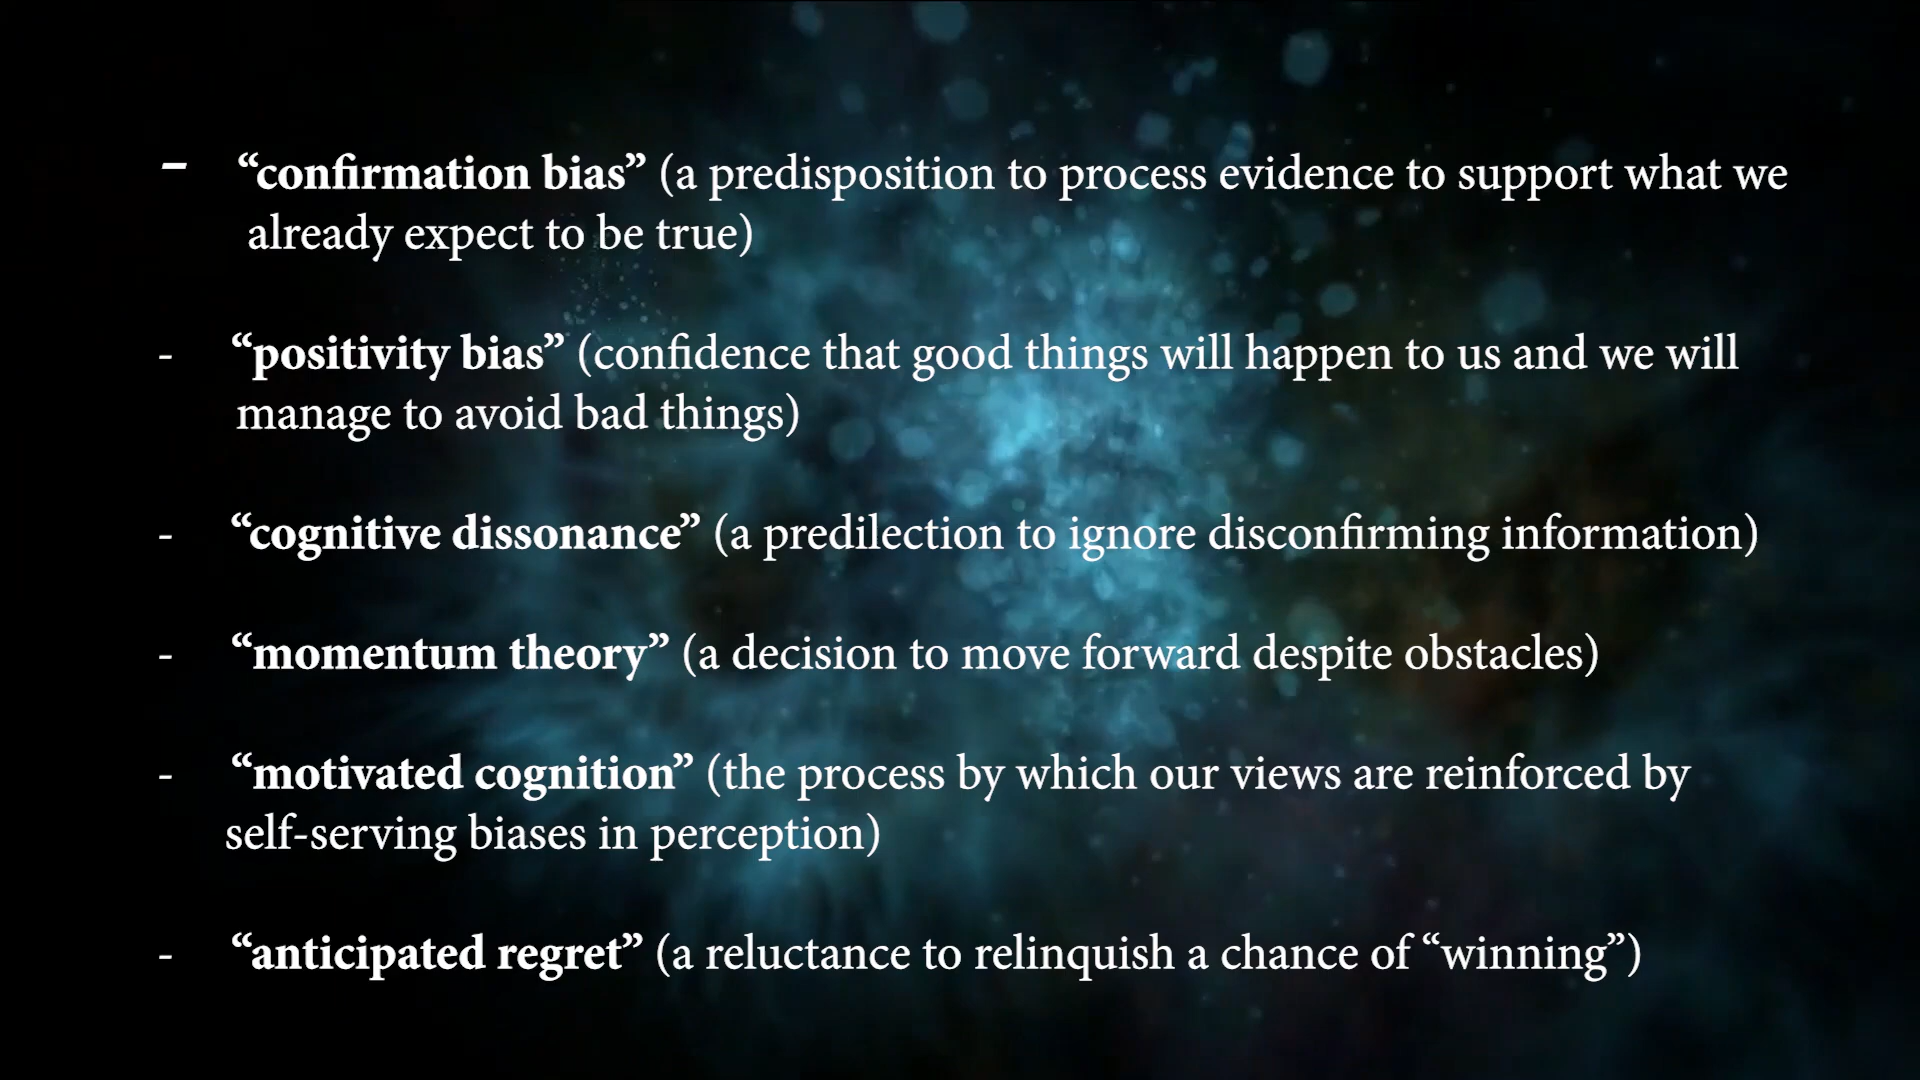 - “confirmation bias” (a predisposition to process evidence to support what we
already expect to be true)
- “positivity bias” (confidence that good things will happen to us and we will
manage to avoid bad things)
- “cognitive dissonance” (a predilection to ignore disconfirming information)
- “momentum theory” (a decision to move forward despite obstacles)
- “motivated cognition” (the process by which our views are reinforced by
self-serving biases in perception)
- “anticipated regret” (a reluctance to relinquish a chance of “winning”)